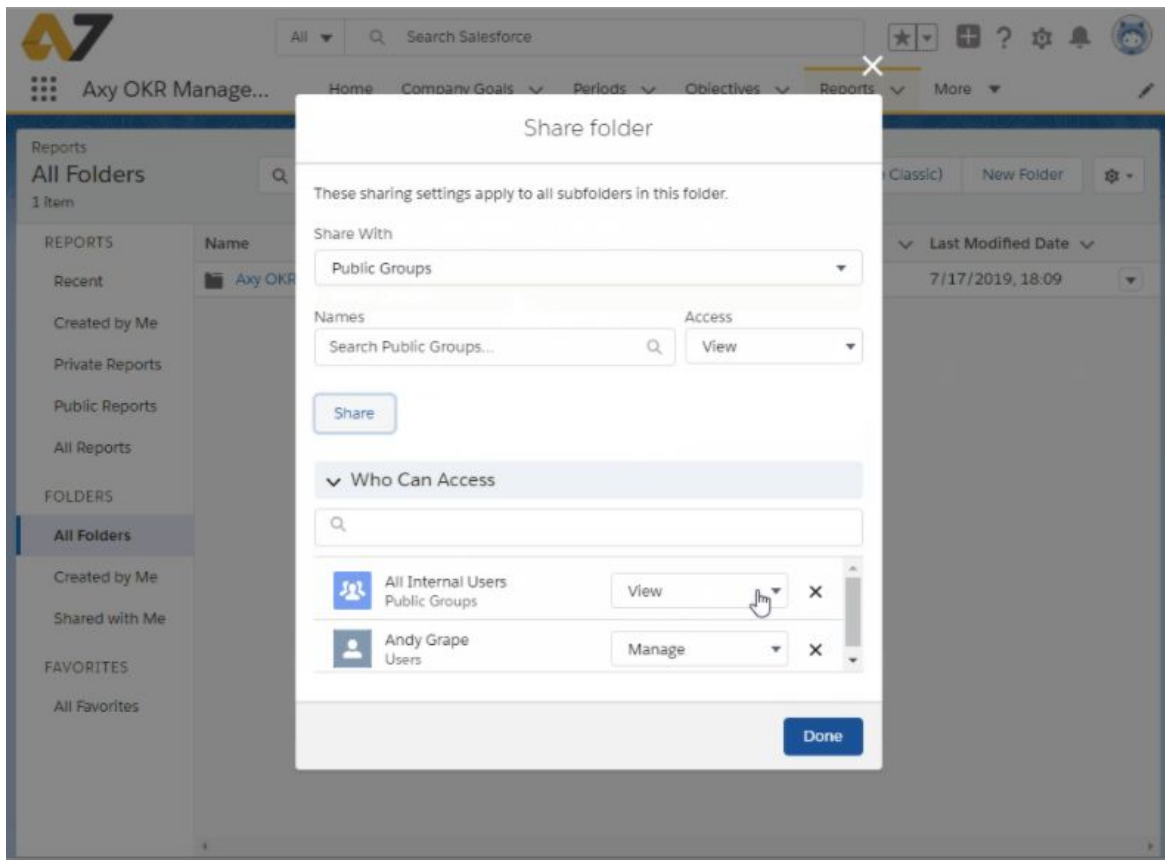 A7
All
Search Salesforce
Axy OKR Manage...
Home
Company Goals
Periods
Objectives
Reports
More
Share folder
Reports
All Folders
1 item
Classic)
New Folder
These sharing settings apply to all subfolders in this folder.
REPORTS
Name
Last Modified Date
Share With
Public Groups
Recent
Axy OKR
7/17/2019, 18:09
Created by Me
Names
Access
Search Public Groups...
View
Private Reports
Public Reports
Share
All Reports
Who Can Access
FOLDERS
All Folders
Created by Me
Shared with Me
All Internal Users
Public Groups
View
Andy Grape
Users
Manage
FAVORITES
All Favorites
Done